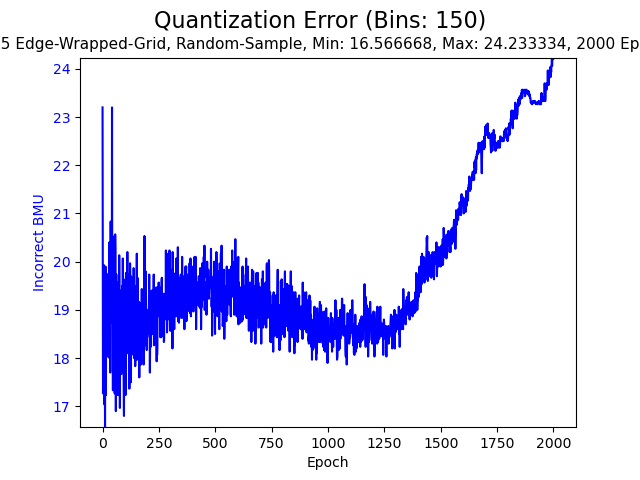 Quantization Error (Bins: 150)
5 Edge-Wrapped-Grid, Random-Sample, Min: 16.566668, Max: 24.233334, 2000 Ep
24
23
22
21
20
19
18
17
Incorrect BMU
0 250 500 750 1000 1250 1500 1750 2000
Epoch